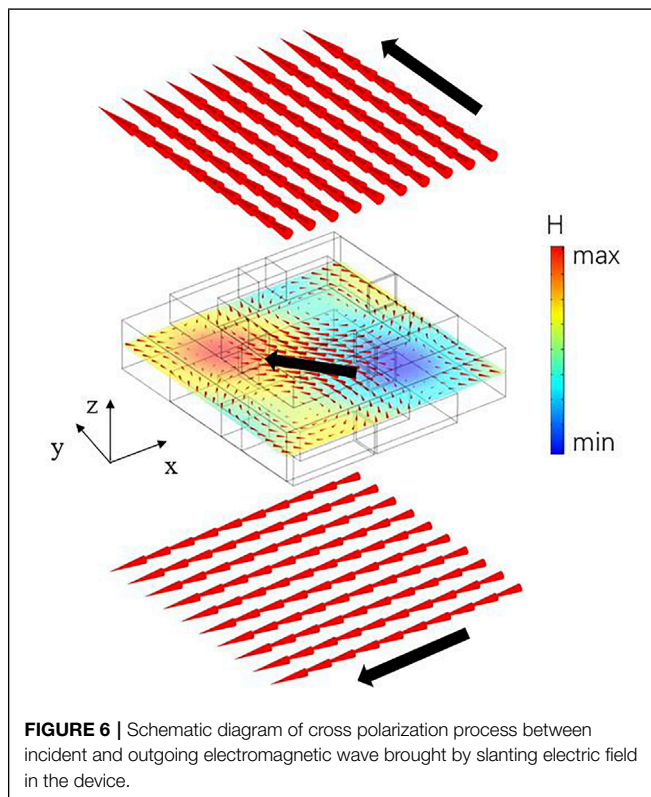 H
max
min
z
y
x
FIGURE 6 | Schematic diagram of cross polarization process between
incident and outgoing electromagnetic wave brought by slanting electric field
in the device.